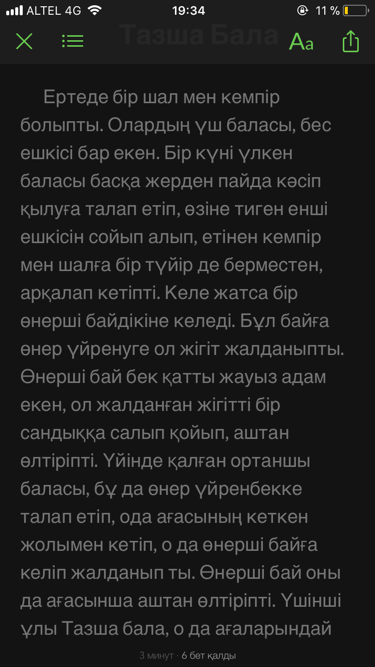 ALTEL 4G 19:34 11 %
Тазша Бала
Aa
Ертеде бір шал мен кемпір
болыпты. Олардың үш баласы, бес
ешкісі бар екен. Бір күні үлкен
баласы басқа жерден пайда кәсіп
қылуға талап етіп, өзіне тиген енші
ешкісін сойып алып, етінен кемпір
мен шалға бір түйір де берместен,
арқалап кетіпті. Келе жатса бір
өнерші байдікіне келеді. Бұл байға
өнер үйренуге ол жігіт жалданыпты.
Өнерші бай бек қатты жауыз адам
екен, ол жалданған жігітті бір
сандыққа салып қойып, аштан
өлтіріпті. Үйінде қалған ортаншы
баласы, бұ да өнер үйренбекке
талап етіп, ода ағасының кеткен
жолымен кетіп, о да өнерші байға
келіп жалданып ты. Өнерші бай оны
да ағасынша аштан өлтіріпті. Үшінші
ұлы Тазша бала, о да ағаларындай
3 минут · 6 бет қалды